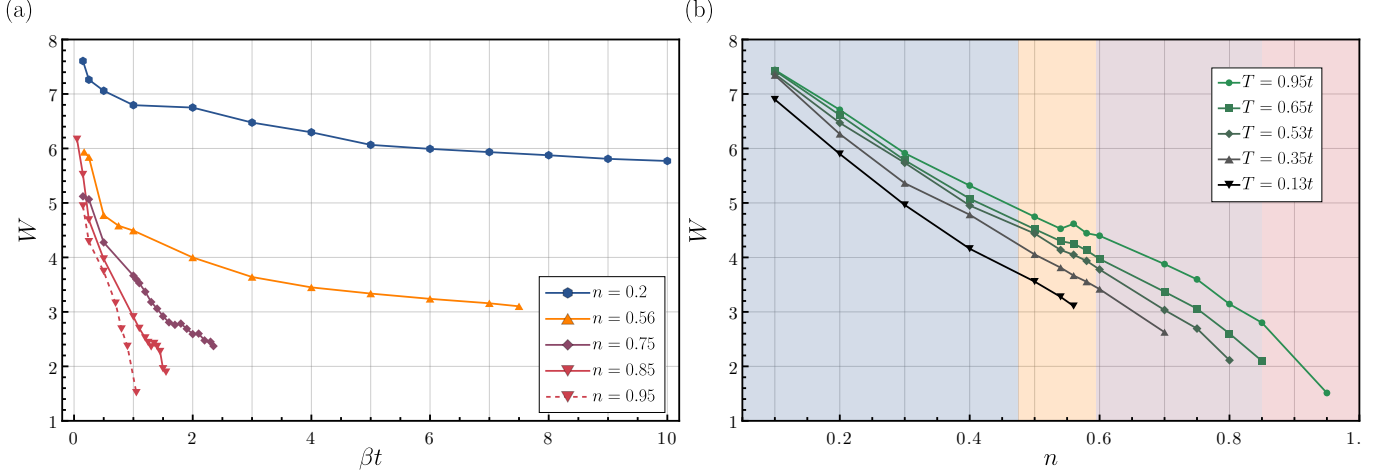 (a)
8
7
6
5
4
3
2
1
W
0
2
4
6
8
10
βt
n = 0.2
n = 0.56
n = 0.75
n = 0.85
n = 0.95
(b)
8
7
6
5
4
3
2
1
W
0.2
0.4
0.6
0.8
1.
n
T = 0.95t
T = 0.65t
T = 0.53t
T = 0.35t
T = 0.13t